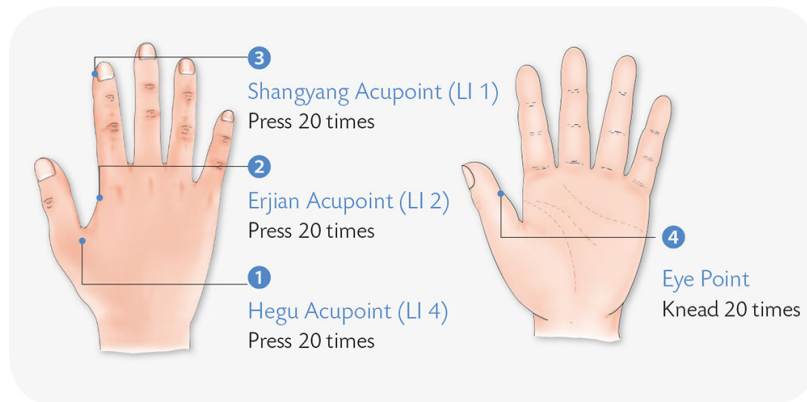 3
Shangyang Acupoint (LI 1)
Press 20 times
2
Erjian Acupoint (LI 2)
Press 20 times
1
Hegu Acupoint (LI 4)
Press 20 times
4
Eye Point
Knead 20 times